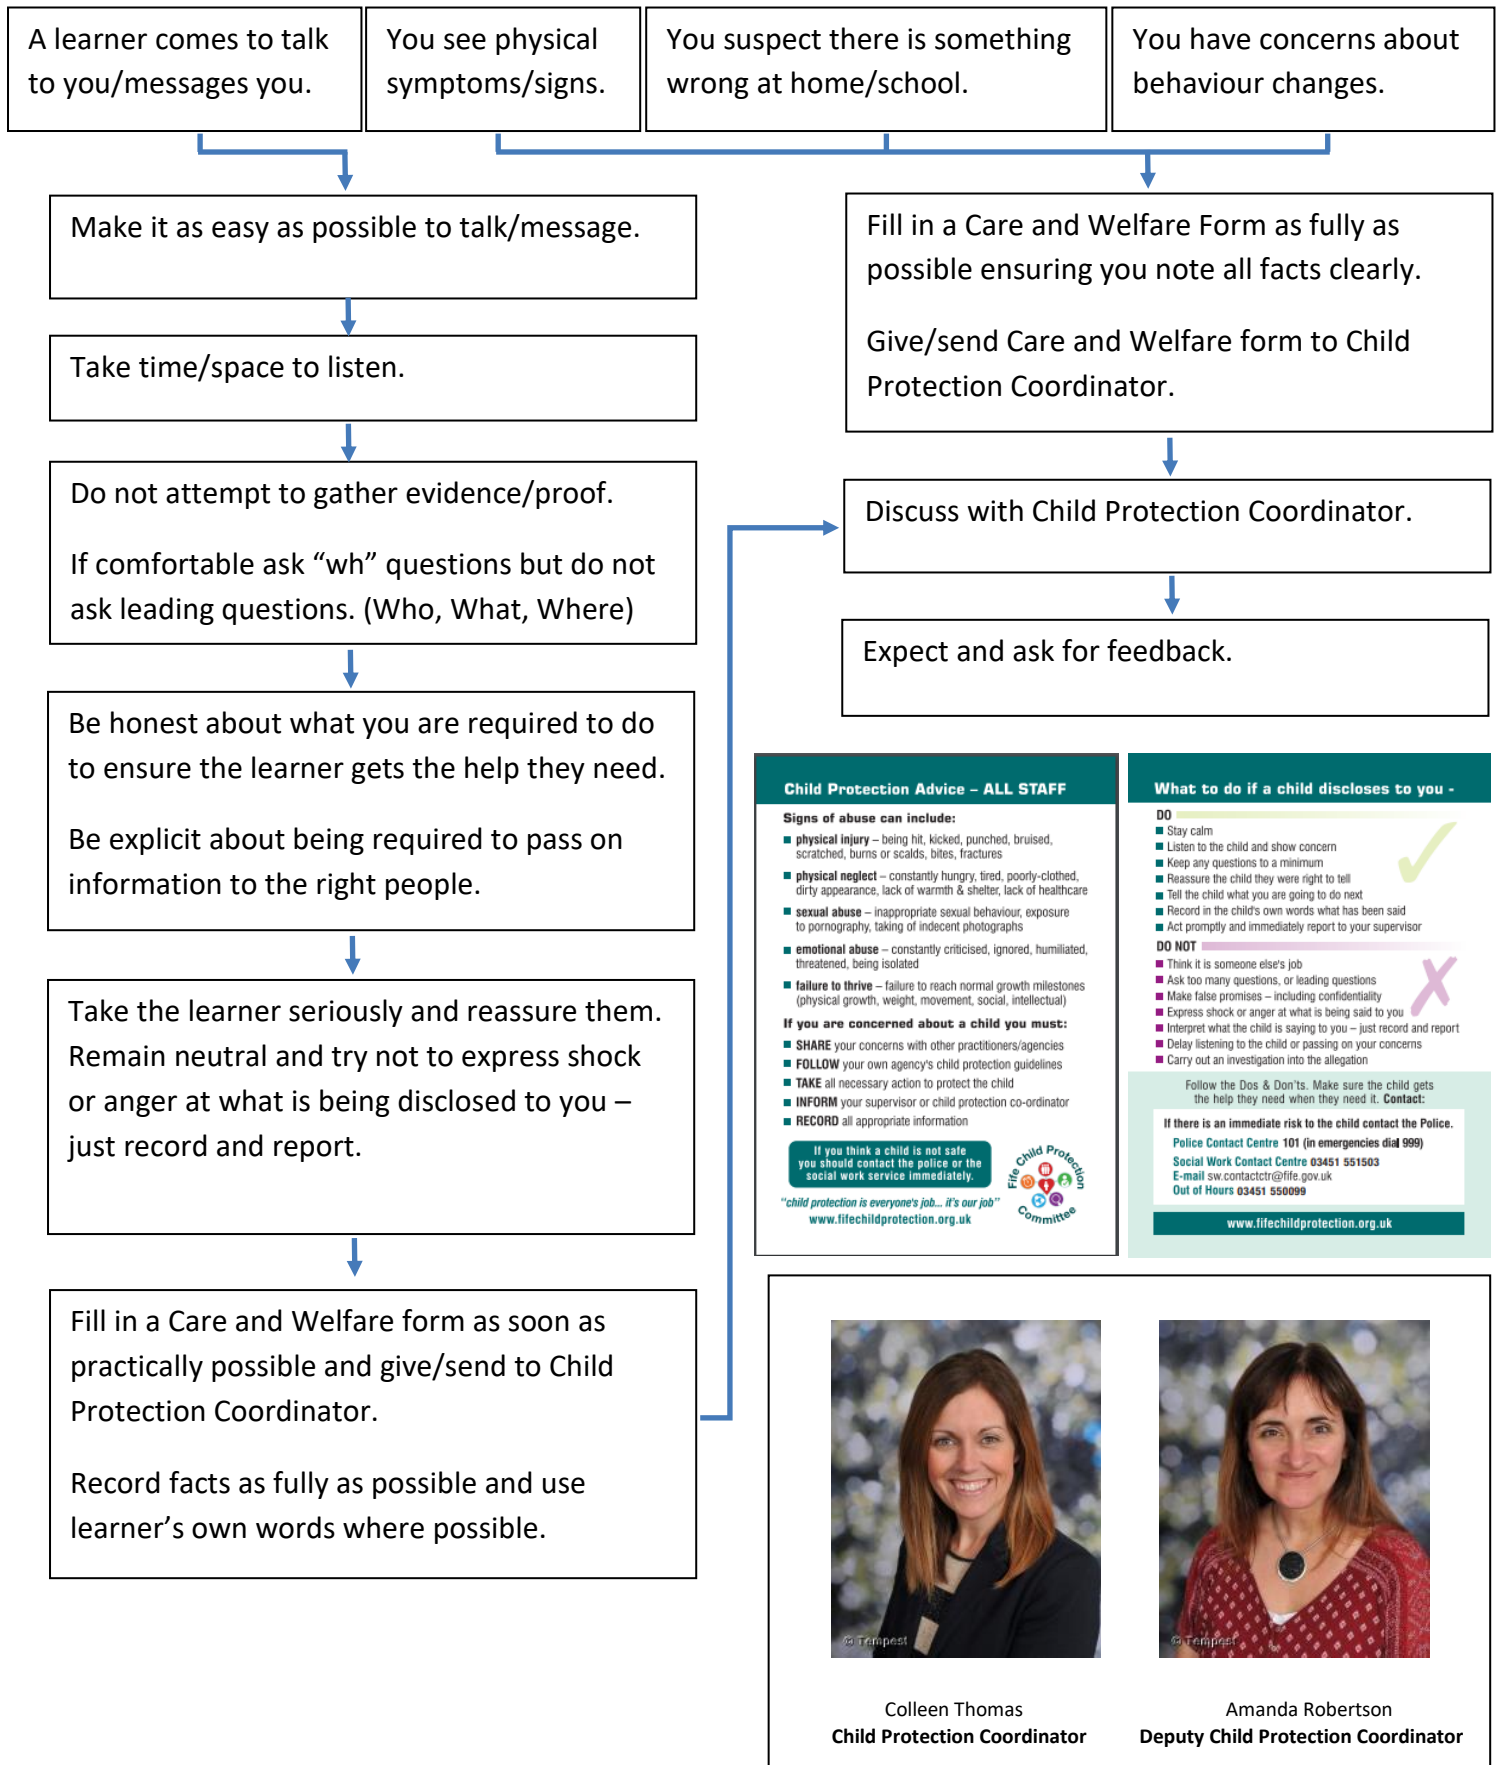 A learner comes to talk
to you/messages you.
You see physical
symptoms/signs.
You suspect there is something
wrong at home/school.
You have concerns about
behaviour changes.
Make it as easy as possible to talk/message.
Take time/space to listen.
Do not attempt to gather evidence/proof.
If comfortable ask “wh” questions but do not
ask leading questions. (Who, What, Where)
Be honest about what you are required to do
to ensure the learner gets the help they need.
Be explicit about being required to pass on
information to the right people.
Take the learner seriously and reassure them.
Remain neutral and try not to express shock
or anger at what is being disclosed to you –
just record and report.
Fill in a Care and Welfare form as soon as
practically possible and give/send to Child
Protection Coordinator.
Record facts as fully as possible and use
learner’s own words where possible.
Fill in a Care and Welfare Form as fully as
possible ensuring you note all facts clearly.
Give/send Care and Welfare form to Child
Protection Coordinator.
Discuss with Child Protection Coordinator.
Expect and ask for feedback.
Child Protection Advice – ALL STAFF
Signs of abuse can include:
physical injury – being hit, kicked, punched, bruised,
scratched, burns or scalds, bites, fractures
physical neglect – constantly hungry, tired, poorly-clothed,
dirty appearance, lack of warmth & shelter, lack of healthcare
sexual abuse – inappropriate sexual behaviour, exposure
to pornography, taking of indecent photographs
emotional abuse – constantly criticised, ignored, humiliated,
threatened, being isolated
failure to thrive – failure to reach normal growth milestones
(physical growth, weight, movement, social, intellectual)
If you are concerned about a child you must:
SHARE your concerns with other practitioners/agencies
FOLLOW your own agency's child protection guidelines
TAKE all necessary action to protect the child
INFORM your supervisor or child protection co-ordinator
RECORD all appropriate information
If you think a child is not safe
you should contact the police or the
social work service immediately.
“child protection is everyone's job... it's our job”
www.fifechildprotection.org.uk
Fife Child Protection
Committee
What to do if a child discloses to you -
DO
Stay calm
Listen to the child and show concern
Keep any questions to a minimum
Reassure the child they were right to tell
Tell the child what you are going to do next
Record in the child's own words what has been said
Act promptly and immediately report to your supervisor
DO NOT
Think it is someone else's job
Ask too many questions, or leading questions
Make false promises – including confidentiality
Express shock or anger at what is being said to you
Interpret what the child is saying to you – just record and report
Delay listening to the child or passing on your concerns
Carry out an investigation into the allegation
Follow the Dos & Don'ts. Make sure the child gets
the help they need when they need it. Contact:
If there is an immediate risk to the child contact the Police.
Police Contact Centre 101 (in emergencies dial 999)
Social Work Contact Centre 03451 551503
E-mail sw.contactctr@fife.gov.uk
Out of Hours 03451 550099
www.fifechildprotection.org.uk
© Tempest
© Tempest
Colleen Thomas
Child Protection Coordinator
Amanda Robertson
Deputy Child Protection Coordinator